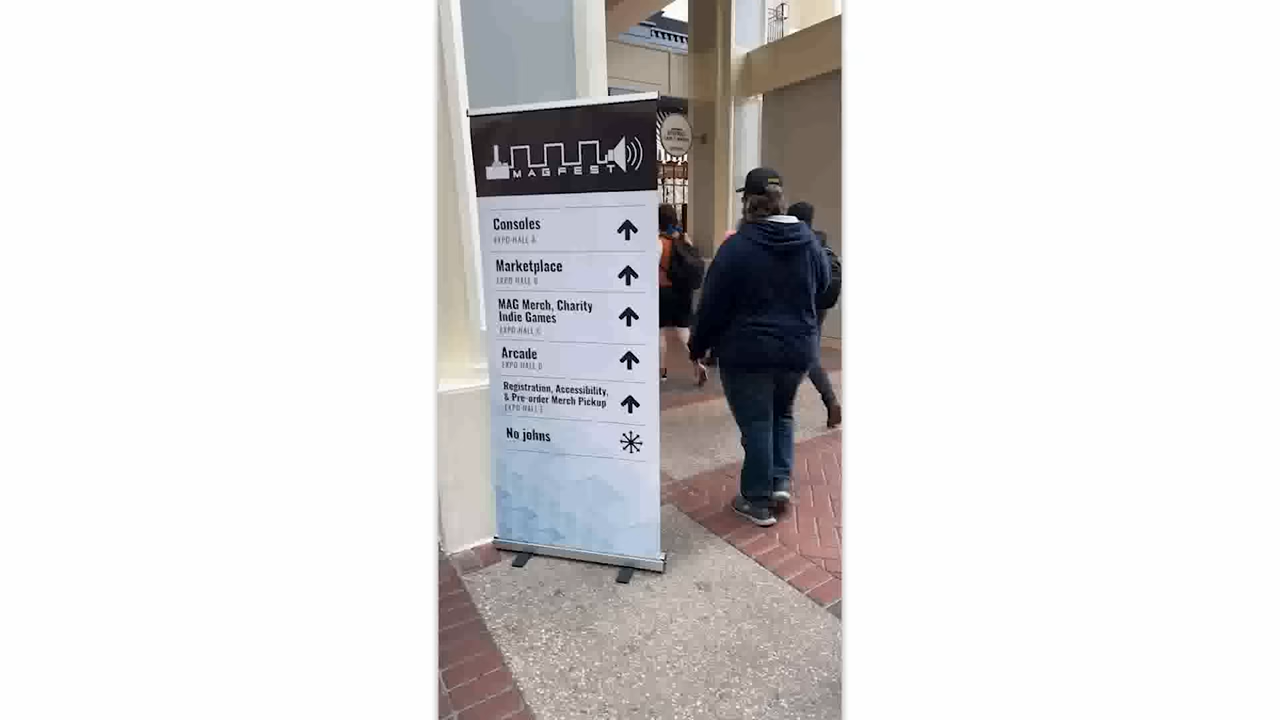 MAGFEST
Consoles
EXPO HALL A
Marketplace
EXPO HALL B
MAG Merch, Charity
Indie Games
EXPO HALL C
Arcade
EXPO HALL D
Registration, Accessibility,
& Pre-order Merch Pickup
EXPO HALL E
No johns